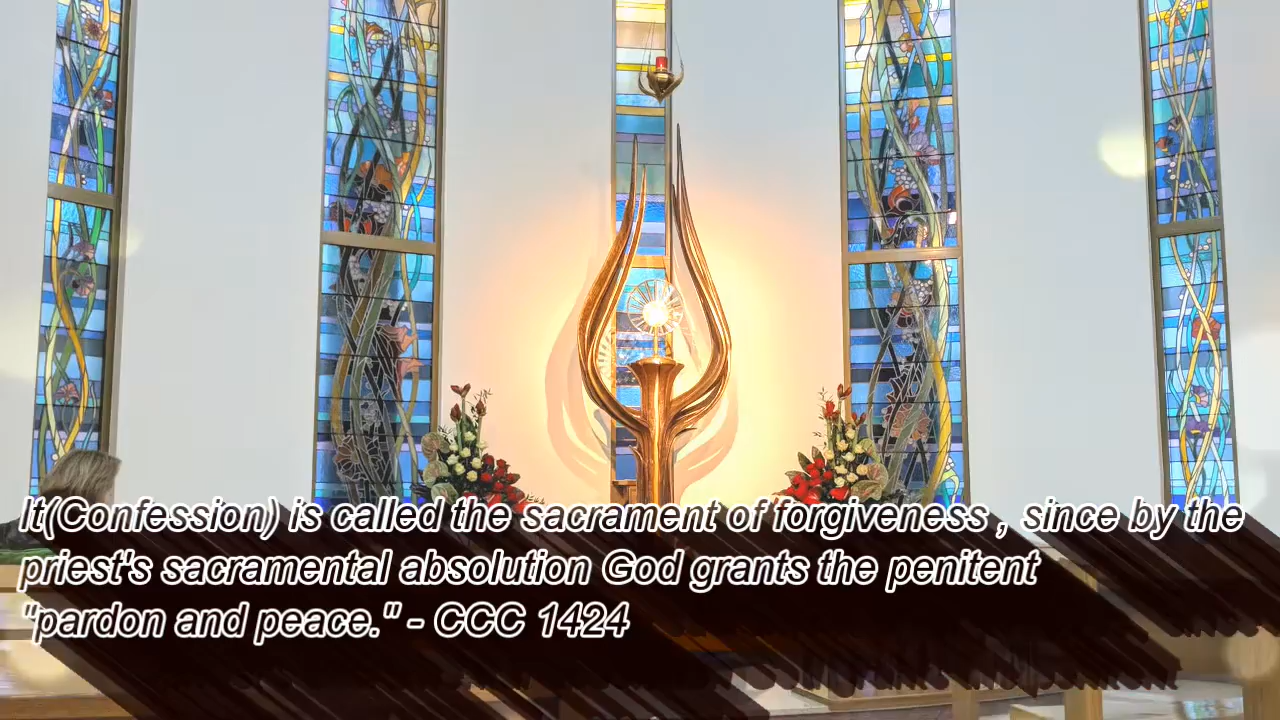 It(Confession) is called the sacrament of forgiveness , since by the
priest's sacramental absolution God grants the penitent
"pardon and peace." - CCC 1424